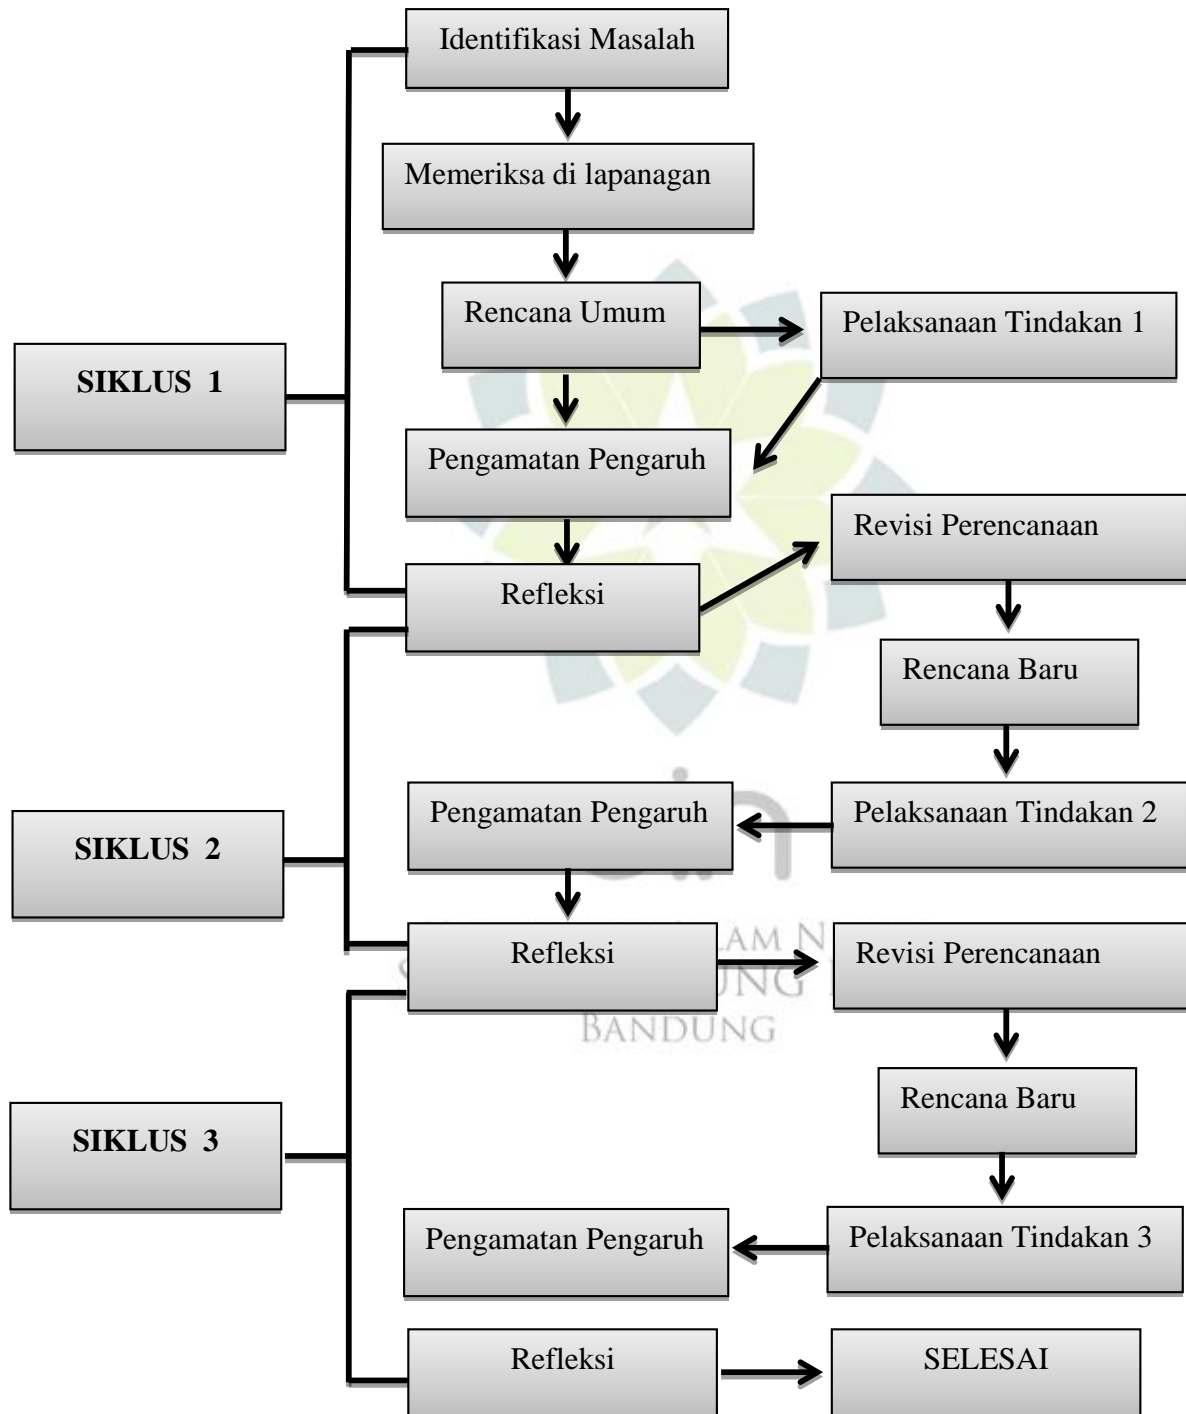 Identifikasi Masalah
Memeriksa di lapanagan
Rencana Umum
Pelaksanaan Tindakan 1
SIKLUS 1
Pengamatan Pengaruh
Revisi Perencanaan
Refleksi
Rencana Baru
Pengamatan Pengaruh
Pelaksanaan Tindakan 2
SIKLUS 2
Refleksi
Revisi Perencanaan
BANDUNG
Rencana Baru
SIKLUS 3
Pengamatan Pengaruh
Pelaksanaan Tindakan 3
Refleksi
SELESAI